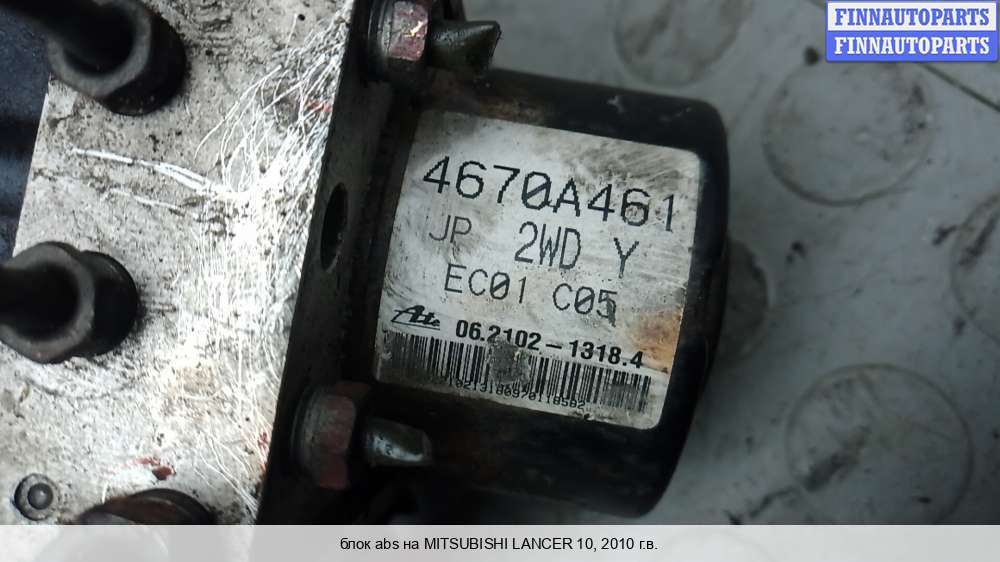 FINNAUTOPARTS
FINNAUTOPARTS
4670A461
JP 2WD Y
EC01 C05
Ate 06.2102-1318.4
блок abs на MITSUBISHI LANCER 10, 2010 г.в.